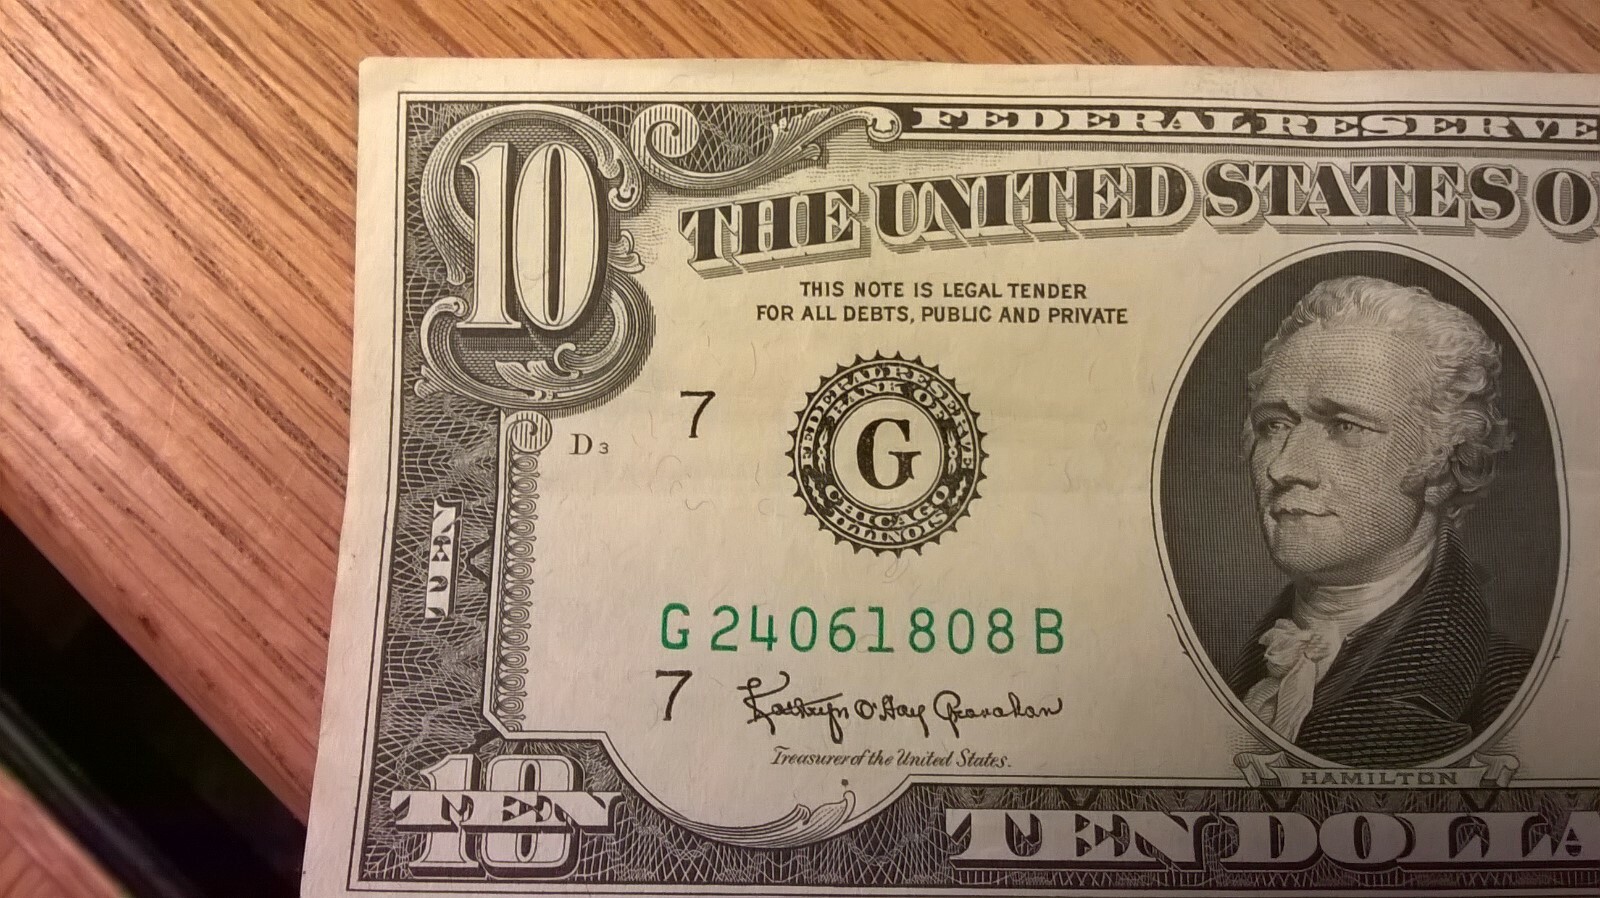 FEDERAL RESERVE
10
THE UNITED STATES O
THIS NOTE IS LEGAL TENDER
FOR ALL DEBTS, PUBLIC AND PRIVATE
7
D3
FEDERAL RESERVE
BANK OF
G
CHICAGO
ILLINOIS
TEN
G 24061808 B
7
Kathryn O'Hay Granahan
Treasurer of the United States.
HAMILTON
10
TEN
TEN DOLLA